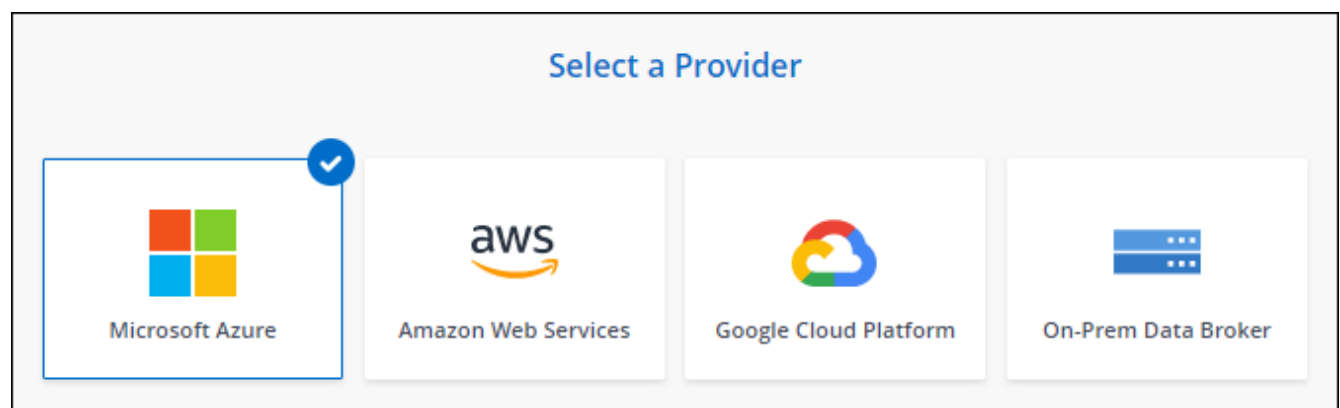 Select a Provider
aws
Microsoft Azure
Amazon Web Services
Google Cloud Platform
On-Prem Data Broker